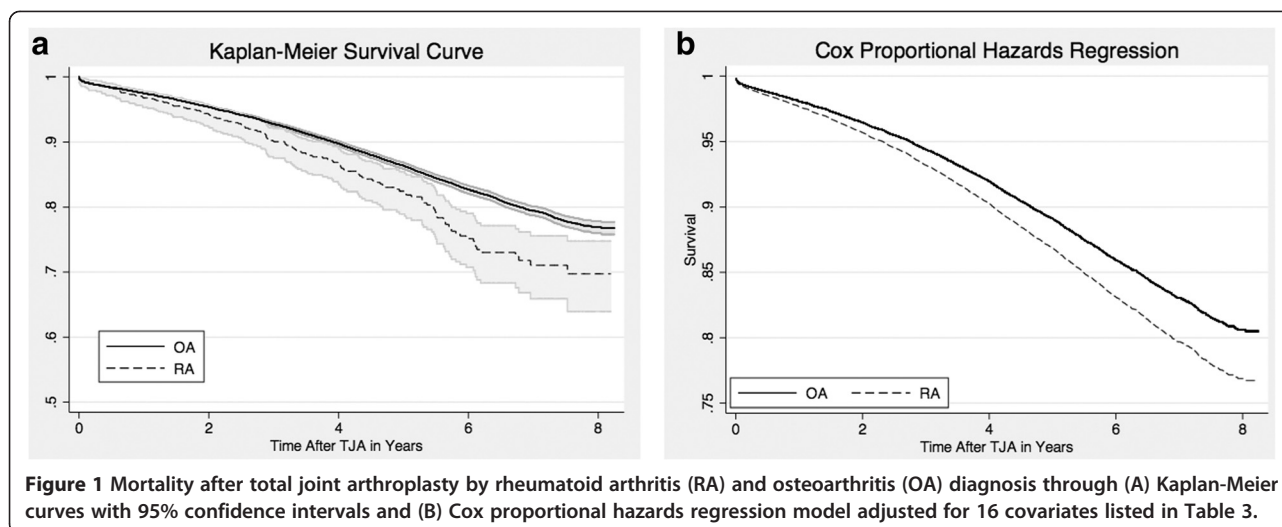 a
Kaplan-Meier Survival Curve
1
.9
.8
.7
.6
.5
OA
RA
0 2 4 6 8
Time After TJA in Years
b
Cox Proportional Hazards Regression
Survival
1
.95
.9
.85
.8
.75
OA RA
0 2 4 6 8
Time After TJA in Years
Figure 1 Mortality after total joint arthroplasty by rheumatoid arthritis (RA) and osteoarthritis (OA) diagnosis through (A) Kaplan-Meier
curves with 95% confidence intervals and (B) Cox proportional hazards regression model adjusted for 16 covariates listed in Table 3.